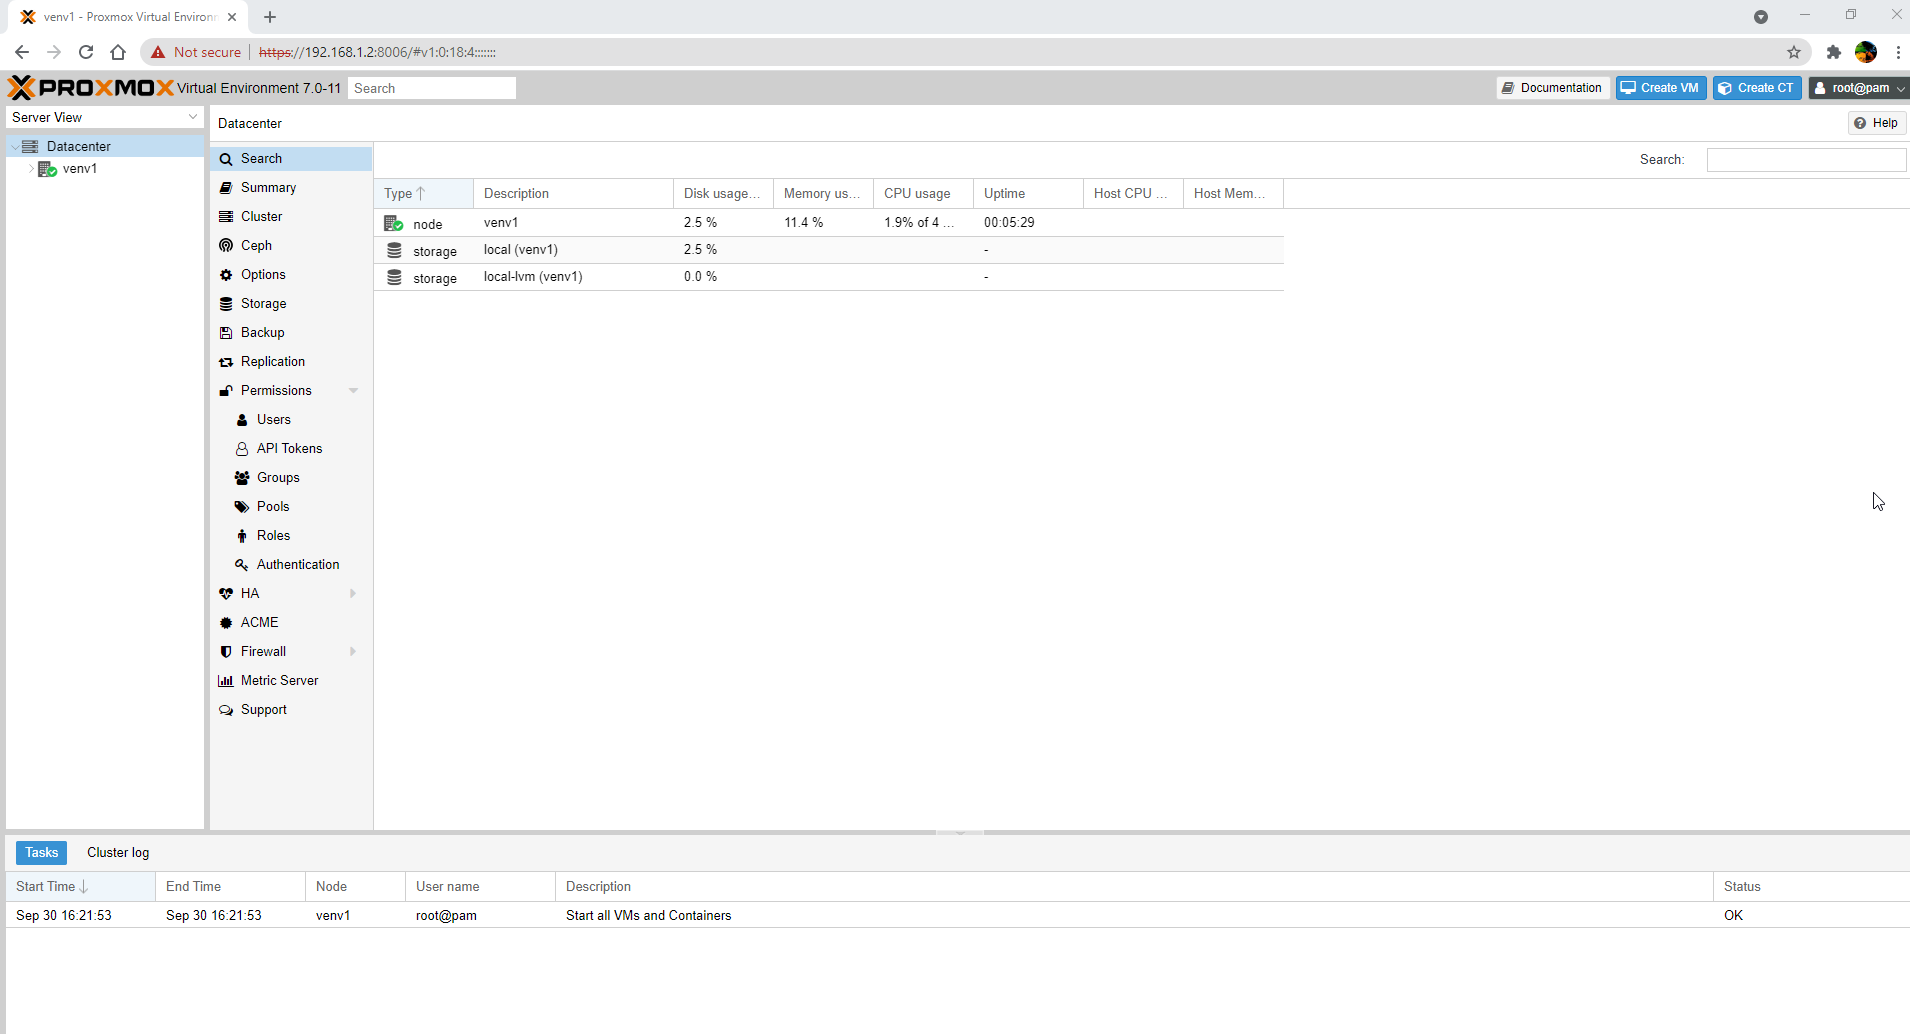 venv1 - Proxmox Virtual Environ
Not secure https://192.168.1.2:8006/#v1:0:18:4:::::::
PROXMOX Virtual Environment 7.0-11 Search Documentation Create VM Create CT root@pam
Server View
Datacenter Help
Datacenter
venv1
Search
Summary
Cluster
Ceph
Options
Storage
Backup
Replication
Permissions
Users
API Tokens
Groups
Pools
Roles
Authentication
HA
ACME
Firewall
Metric Server
Support
Search:
Type Description Disk usage... Memory us... CPU usage Uptime Host CPU ... Host Mem...
node venv1 2.5 % 11.4 % 1.9% of 4 ... 00:05:29
storage local (venv1) 2.5 % -
storage local-lvm (venv1) 0.0 % -
Tasks Cluster log
Start Time End Time Node User name Description Status
Sep 30 16:21:53 Sep 30 16:21:53 venv1 root@pam Start all VMs and Containers OK